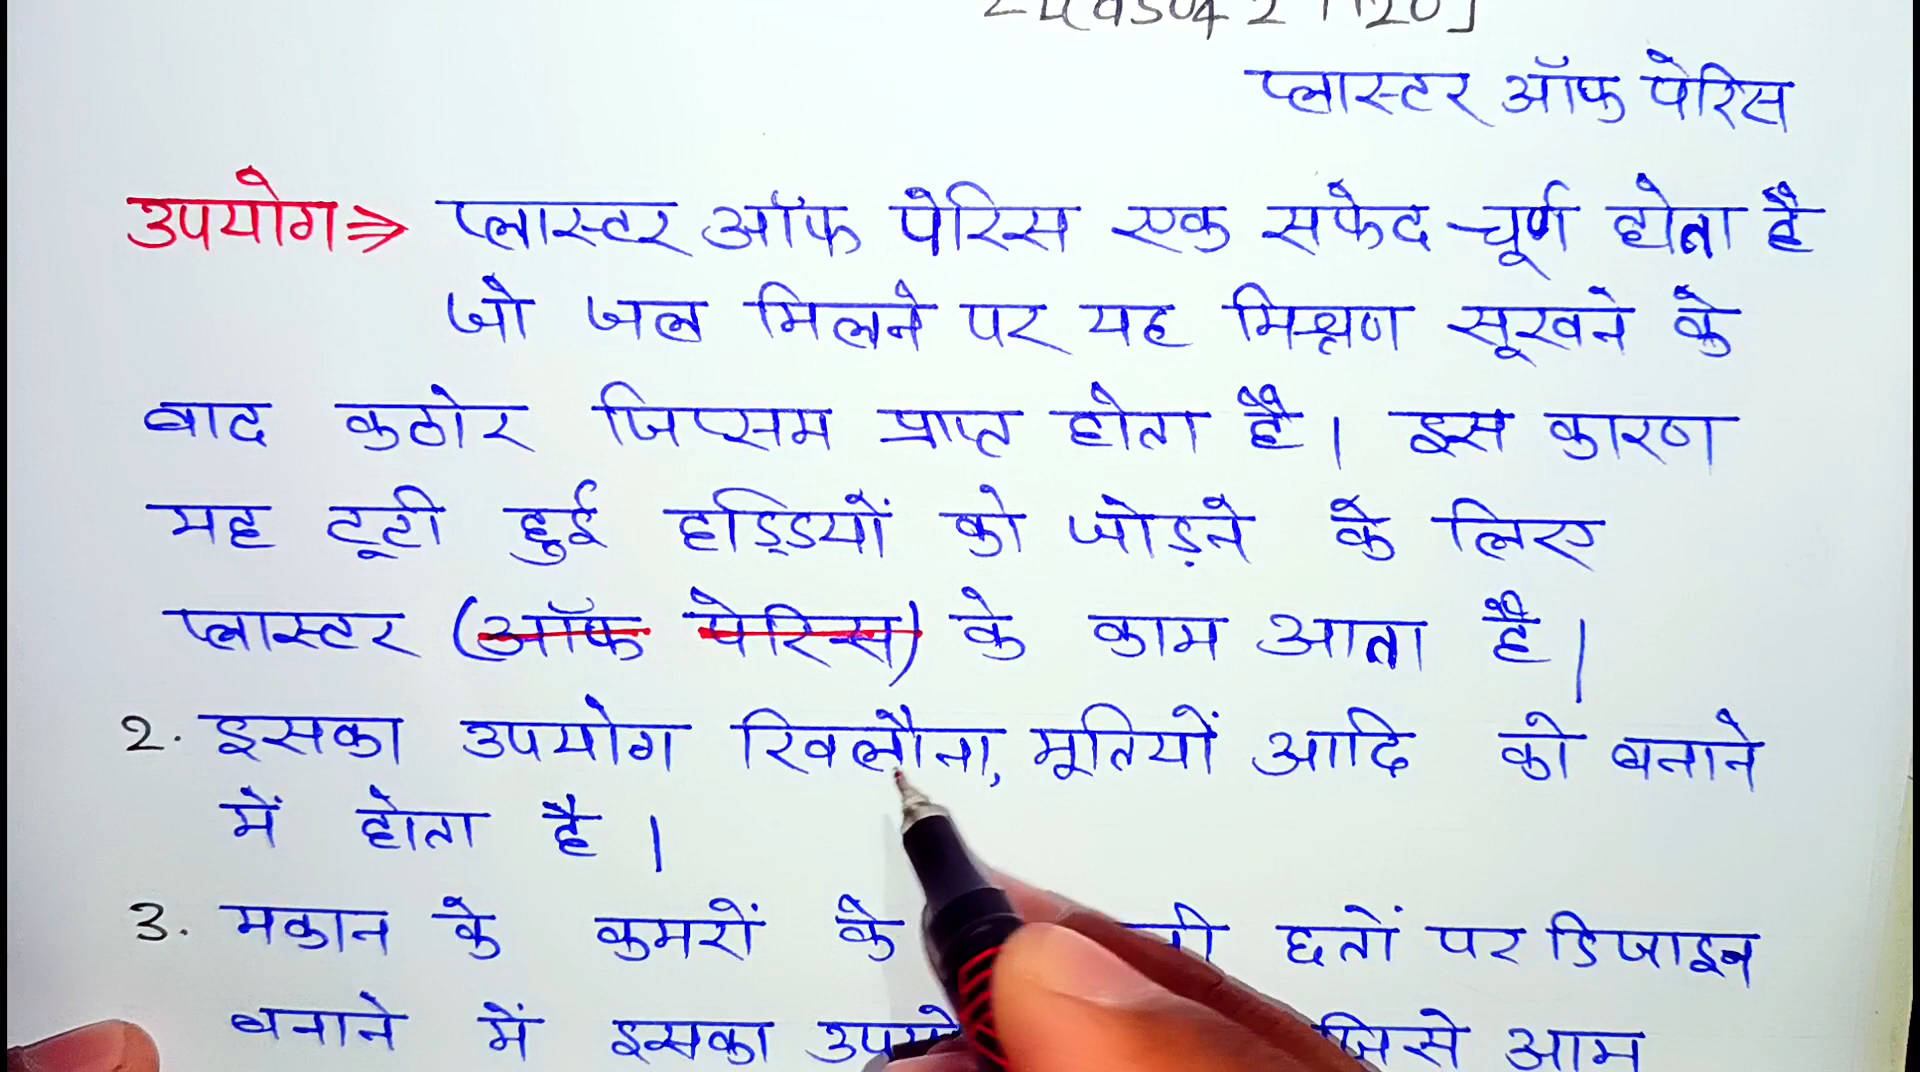 प्लास्टर ऑफ पेरिस
उपयोग⇒ प्लास्टर ऑफ पेरिस एक सफेद चूर्ण होता है
जो जल मिलने पर यह मिश्रण सूखने के
बाद कठोर जिप्सम प्राप्त होता है। इस कारण
यह टूटी हुई हड्डियों को जोड़ने के लिए
प्लास्टर (ऑफ पेरिस) के काम आता है।
2. इसका उपयोग खिलौना, मूतियों आदि को बनाने
में होता है।
3. मकान के कमरों के छतों पर डिजाइन
बनाने में इसका जिसे आम